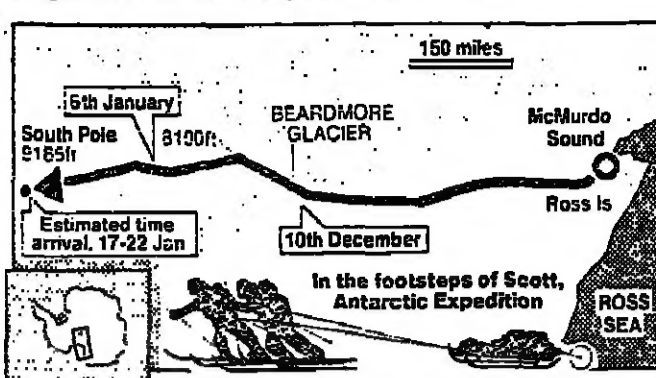 150 miles
6th January
South Pole
9185ft
8100ft
BEARDMORE
GLACIER
McMurdo
Sound
Ross Is
Estimated time
arrival, 17-22 Jan
10th December
In the footsteps of Scott,
Antarctic Expedition
ROSS
SEA